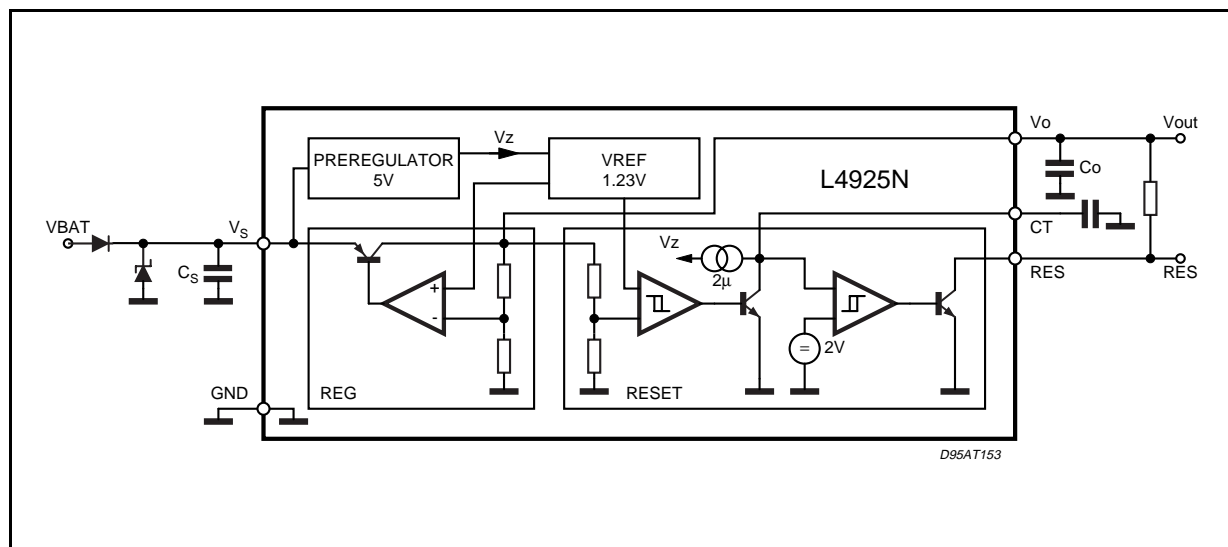 Vo
Vout
PREREGULATOR
5V
Vz
VREF
1.23V
L4925N
Co
VBAT
VS
CT
CS
Vz
2μ
RES
RES
+
-
=
2V
GND
REG
RESET
D95AT153